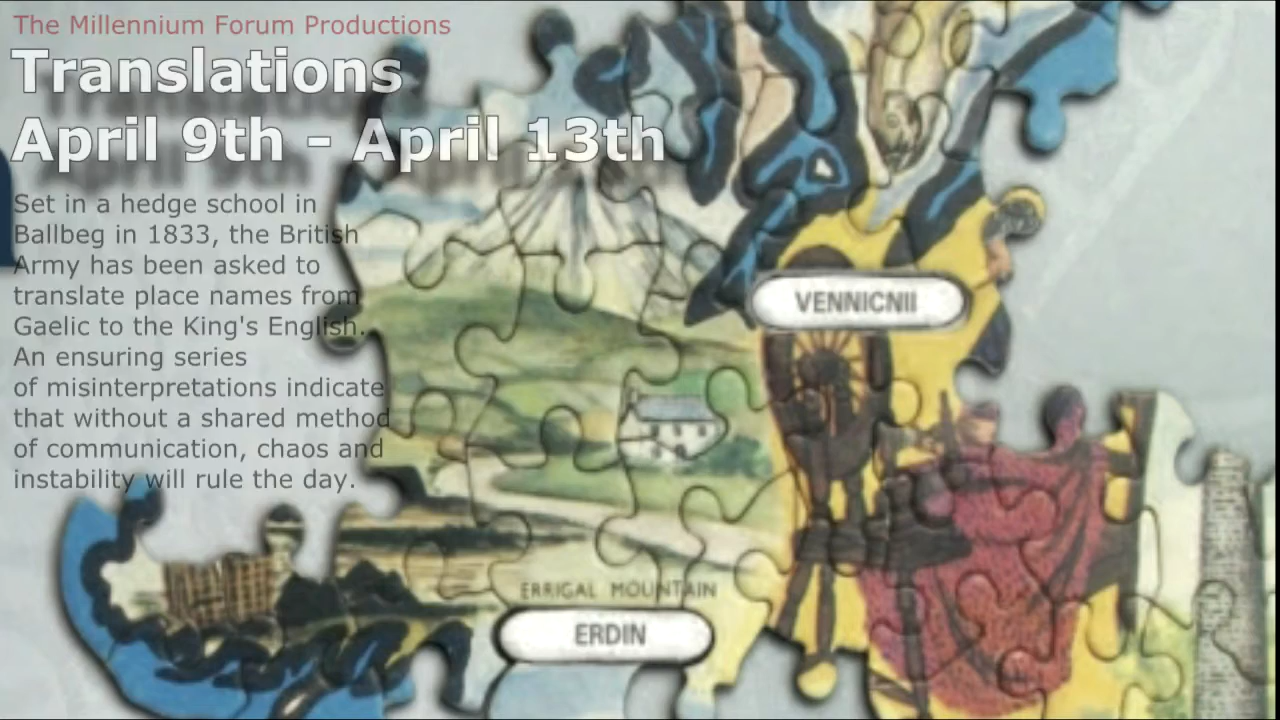 The Millennium Forum Productions
Translations
April 9th - April 13th
Set in a hedge school in
Ballbeg in 1833, the British
Army has been asked to
translate place names from
Gaelic to the King's English.
An ensuring series
of misinterpretations indicate
that without a shared method
of communication, chaos and
instability will rule the day.
VENNICNII
ERRIGAL MOUNTAIN
ERDIN